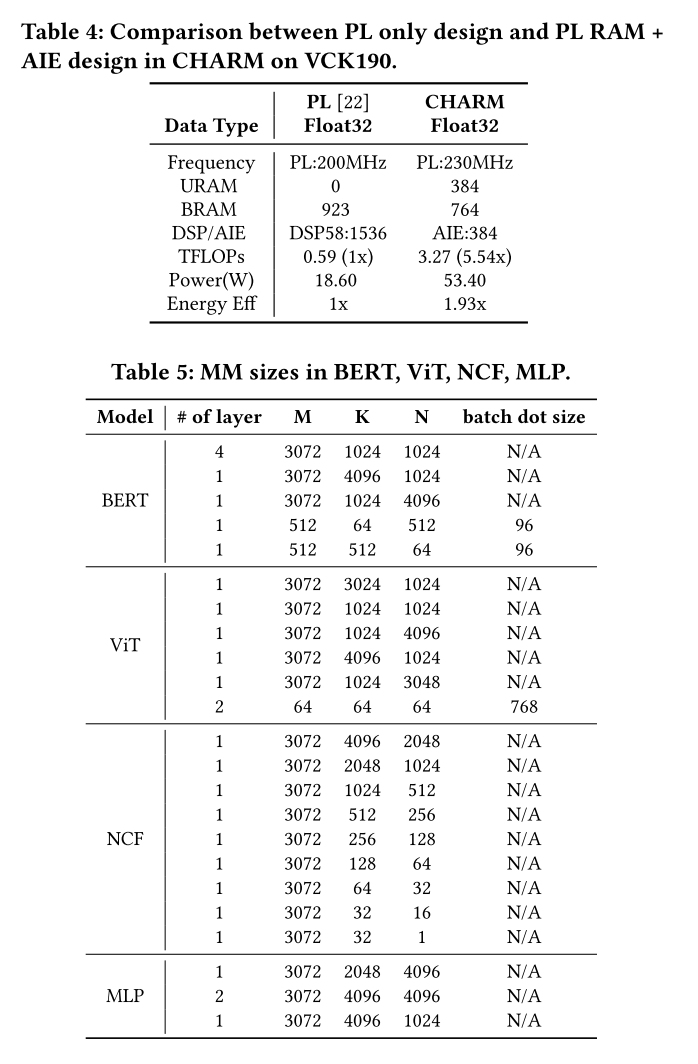 Table 4: Comparison between PL only design and PL RAM +
AIE design in CHARM on VCK190.
PL [22] CHARM
Data Type Float32 Float32
Frequency PL:200MHz PL:230MHz
URAM 0 384
BRAM 923 764
DSP/AIE DSP58:1536 AIE:384
TFLOPs 0.59 (1x) 3.27 (5.54x)
Power(W) 18.60 53.40
Energy Eff 1x 1.93x
Table 5: MM sizes in BERT, ViT, NCF, MLP.
Model # of layer M K N batch dot size
4 3072 1024 1024 N/A
1 3072 4096 1024 N/A
BERT 1 3072 1024 4096 N/A
1 512 64 512 96
1 512 512 64 96
1 3072 3024 1024 N/A
1 3072 1024 1024 N/A
1 3072 1024 4096 N/A
ViT
1 3072 4096 1024 N/A
1 3072 1024 3048 N/A
2 64 64 64 768
1 3072 4096 2048 N/A
1 3072 2048 1024 N/A
1 3072 1024 512 N/A
1 3072 512 256 N/A
NCF 1 3072 256 128 N/A
1 3072 128 64 N/A
1 3072 64 32 N/A
1 3072 32 16 N/A
1 3072 32 1 N/A
1 3072 2048 4096 N/A
MLP 2 3072 4096 4096 N/A
1 3072 4096 1024 N/A